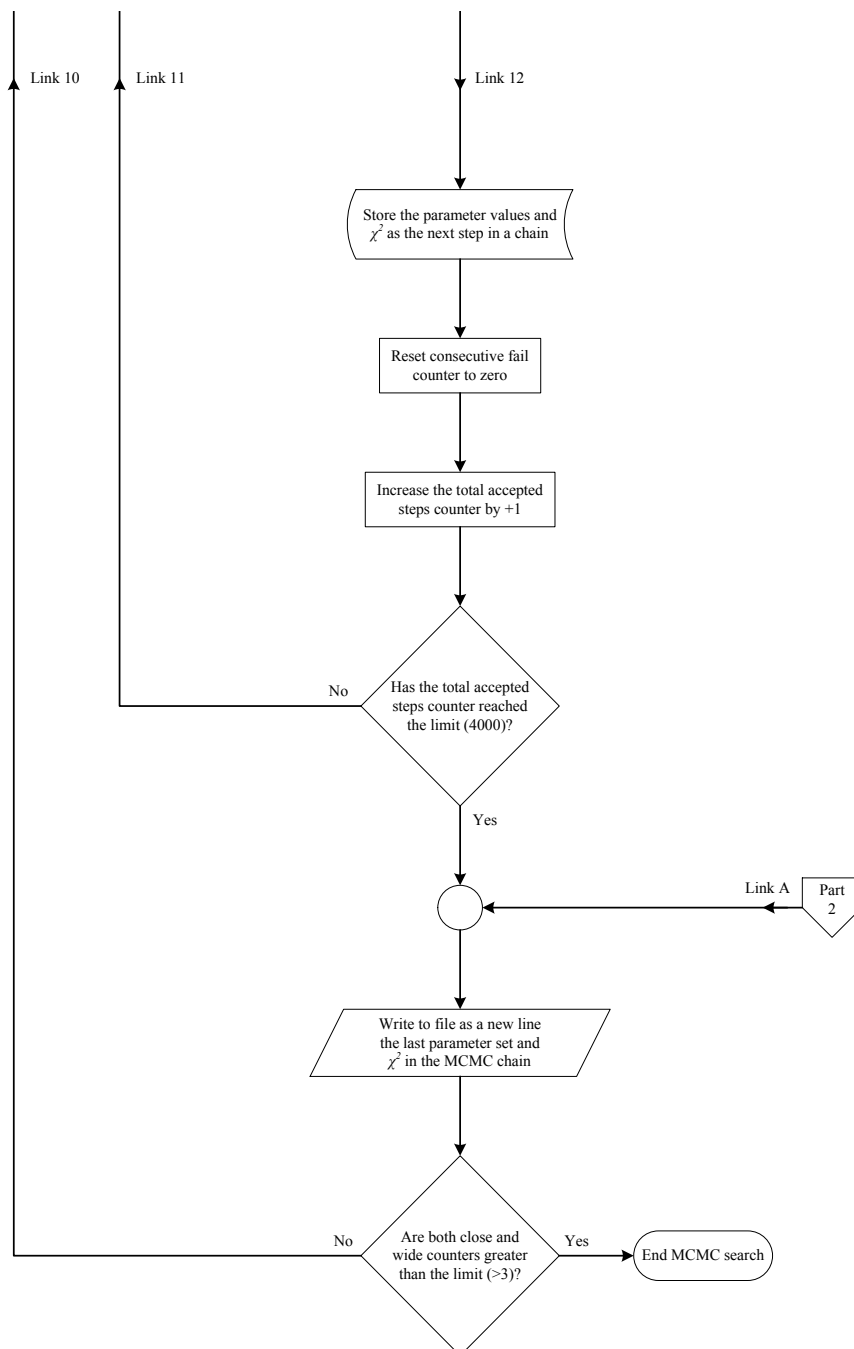 Link 10
Link 11
Link 12
Store the parameter values and
χ² as the next step in a chain
Reset consecutive fail
counter to zero
Increase the total accepted
steps counter by +1
No
Has the total accepted
steps counter reached
the limit (4000)?
Yes
Link A
Part
2
Write to file as a new line
the last parameter set and
χ² in the MCMC chain
No
Are both close and
wide counters greater
than the limit (>3)?
Yes
End MCMC search